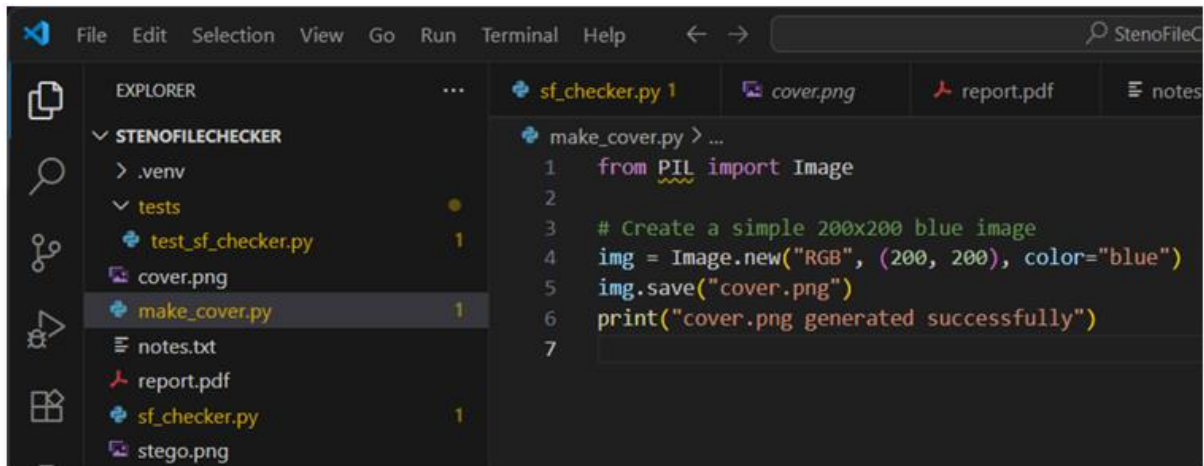 File Edit Selection View Go Run Terminal Help StenoFileC
EXPLORER ...
STENOFILECHECKER
.venv
tests
test_sf_checker.py 1
cover.png
make_cover.py 1
notes.txt
report.pdf
sf_checker.py 1
stego.png
sf_checker.py 1 cover.png report.pdf notes
make_cover.py > ...
1 from PIL import Image
2
3 # Create a simple 200x200 blue image
4 img = Image.new("RGB", (200, 200), color="blue")
5 img.save("cover.png")
6 print("cover.png generated successfully")
7